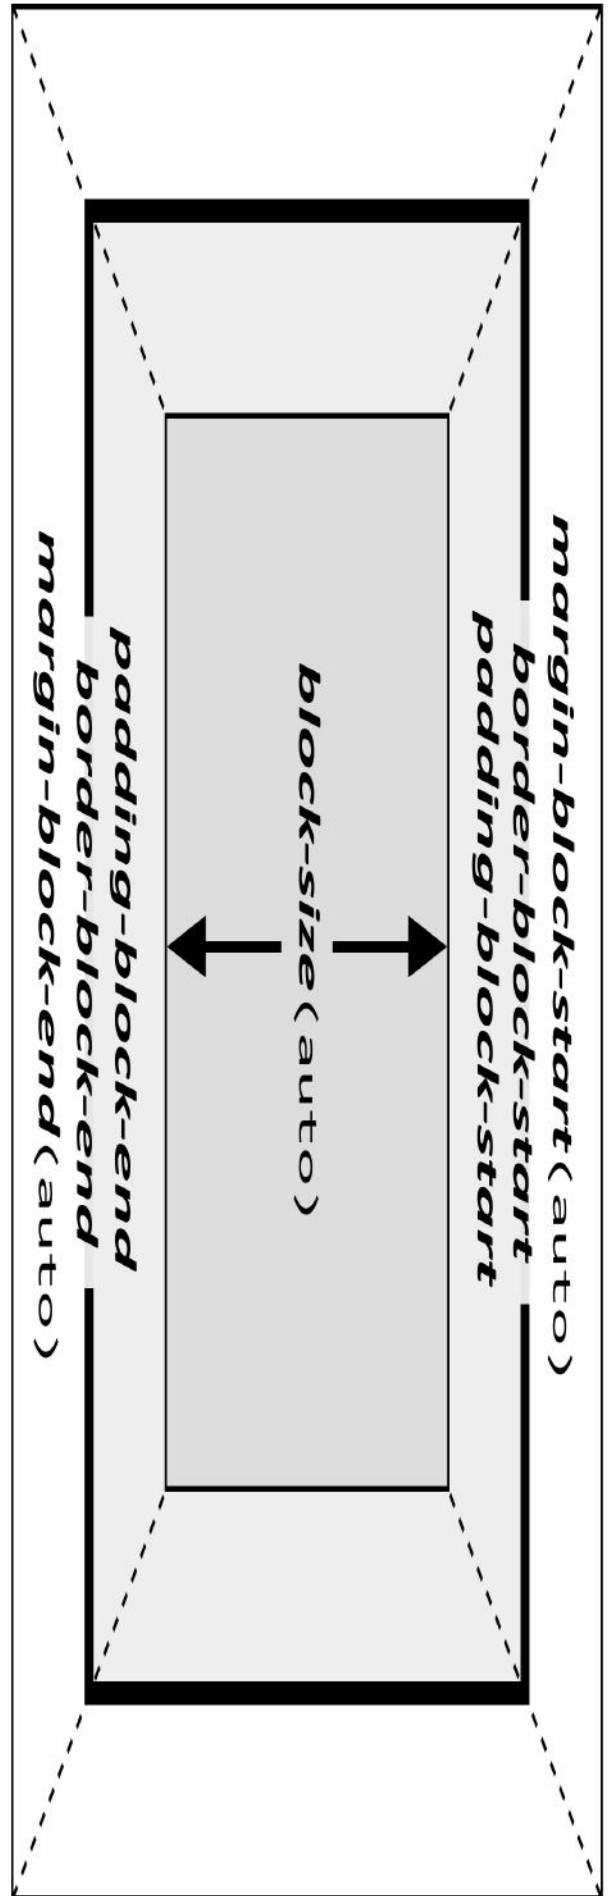 margin-block-start(auto)
border-block-start
padding-block-start
block-size(auto)
padding-block-end
border-block-end
margin-block-end(auto)